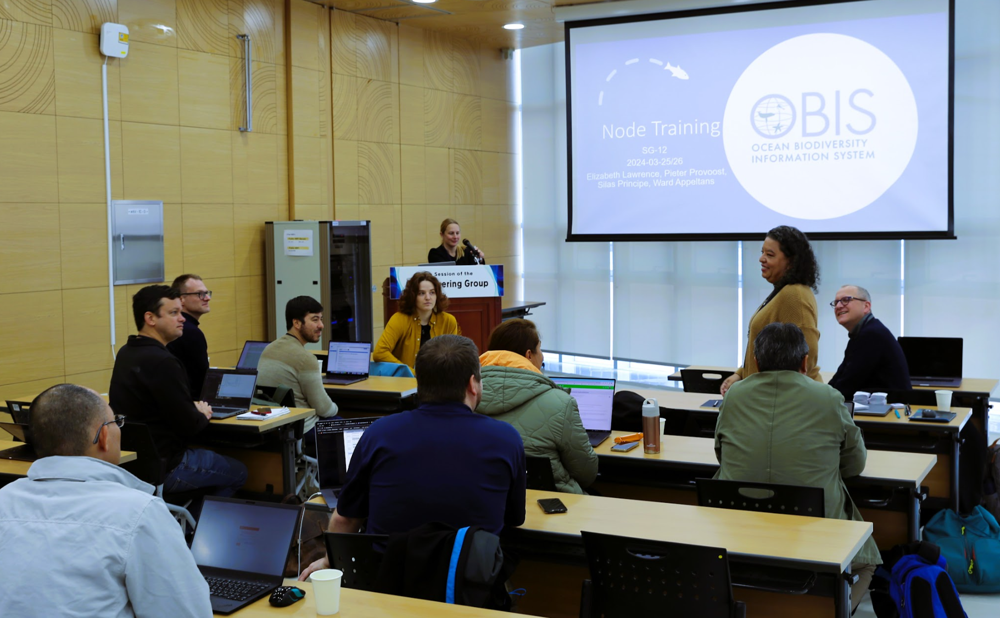 Node Training
SG-12
2024-03-25/26
Elizabeth Lawrence, Pieter Provoost,
Silas Principe, Ward Appeltans
OBIS
OCEAN BIODIVERSITY
INFORMATION SYSTEM
Session of the
ering Group